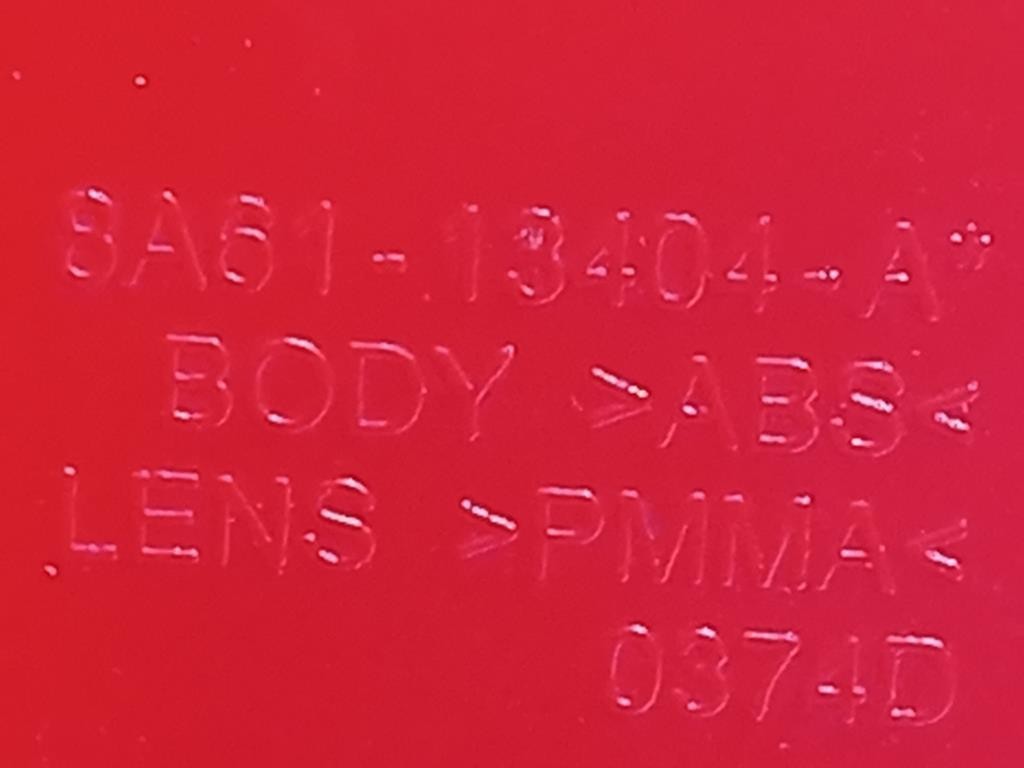 8A61-13404-A*
BODY >ABS<
LENS >PMMA<
0374D